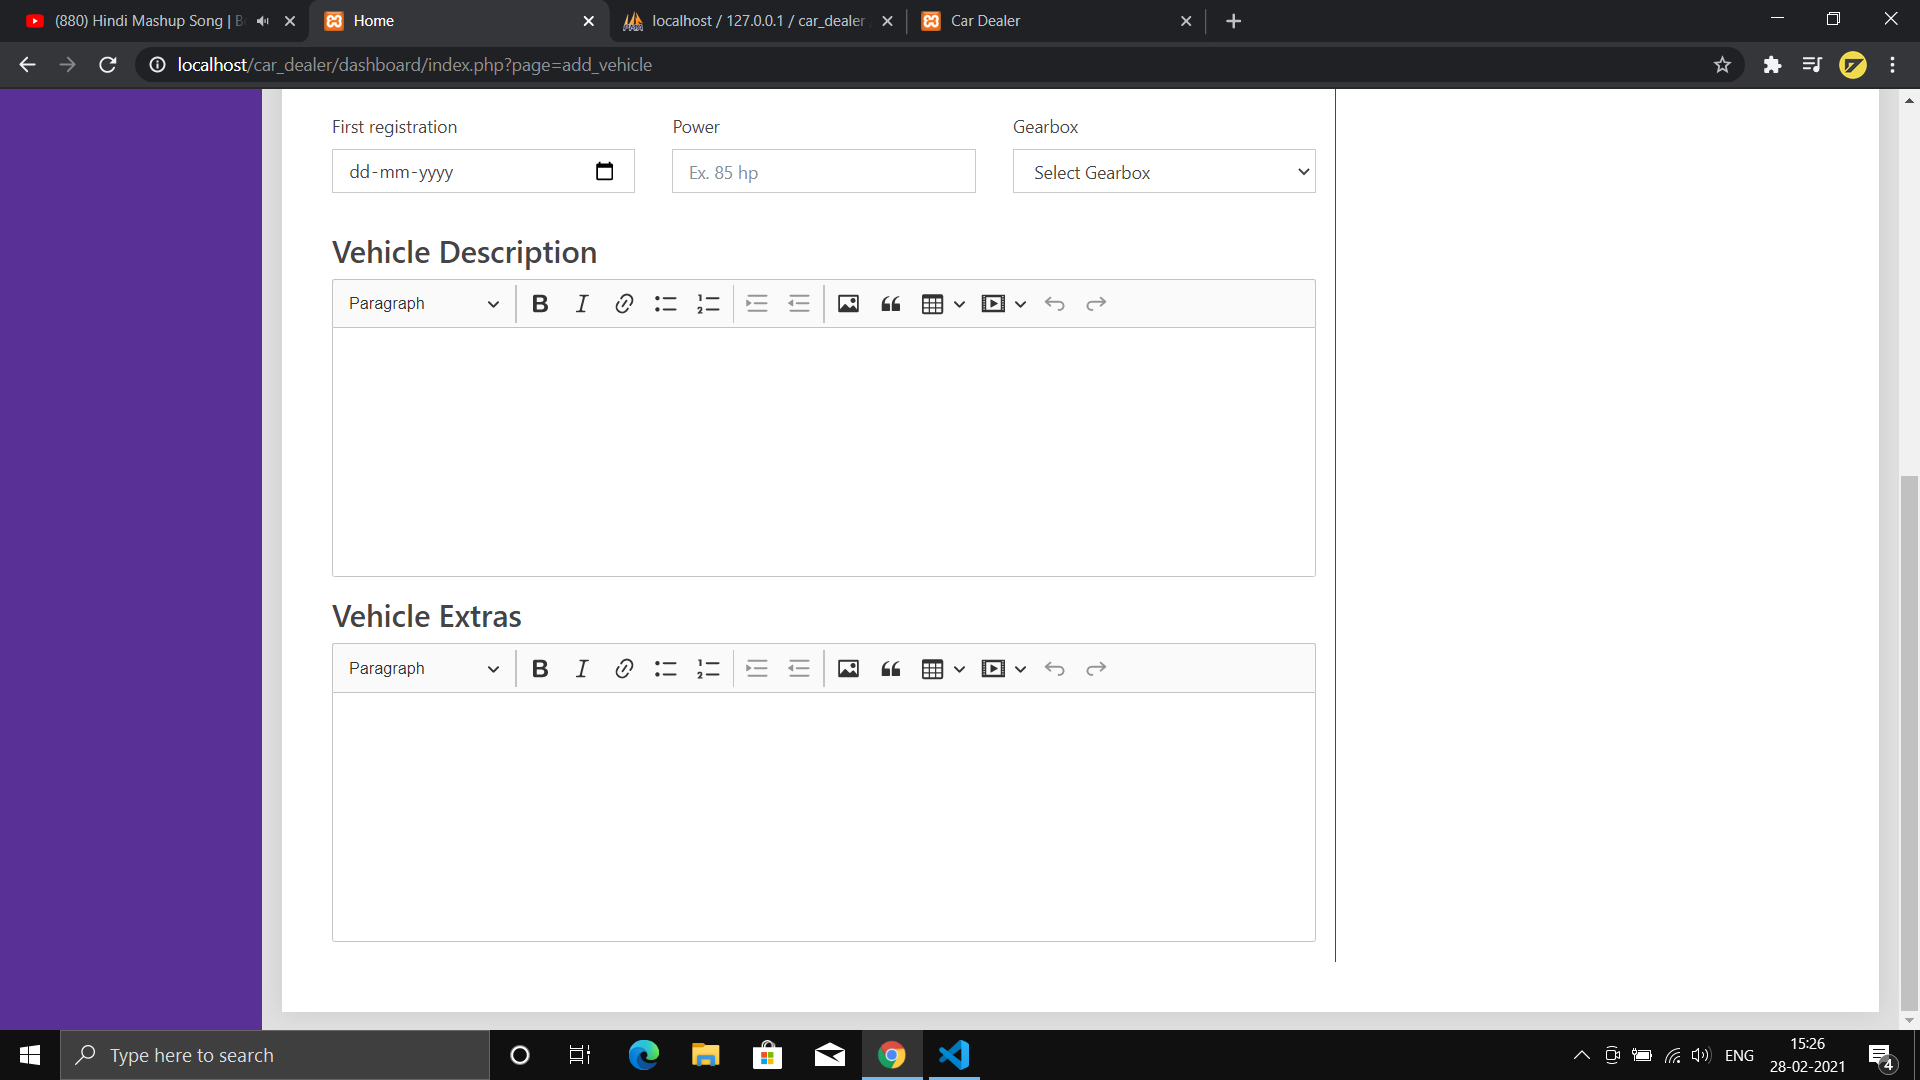 (880) Hindi Mashup Song |
Home
localhost / 127.0.0.1 / car_dealer
Car Dealer
localhost/car_dealer/dashboard/index.php?page=add_vehicle
First registration
Power
Gearbox
dd-mm-yyyy
Ex. 85 hp
Select Gearbox
Vehicle Description
Paragraph
Vehicle Extras
Paragraph
Type here to search
ENG
15:26
28-02-2021
4